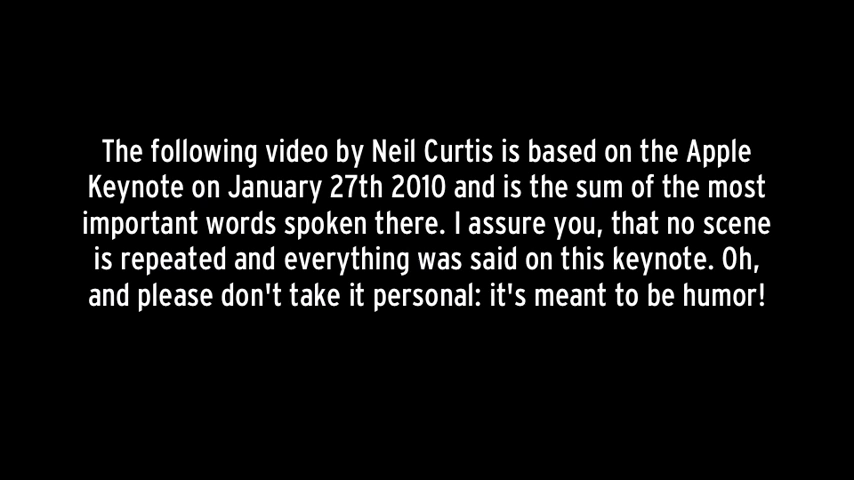 The following video by Neil Curtis is based on the Apple
Keynote on January 27th 2010 and is the sum of the most
important words spoken there. I assure you, that no scene
is repeated and everything was said on this keynote. Oh,
and please don't take it personal: it's meant to be humor!